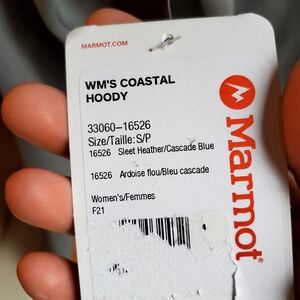 MARMOT.COM
WM'S COASTAL
HOODY
33060-16526
Size/Taille: S/P
16526 Sleet Heather/Cascade Blue
16526 Ardoise flou/Bleu cascade
Women's/Femmes
F21
Marmot